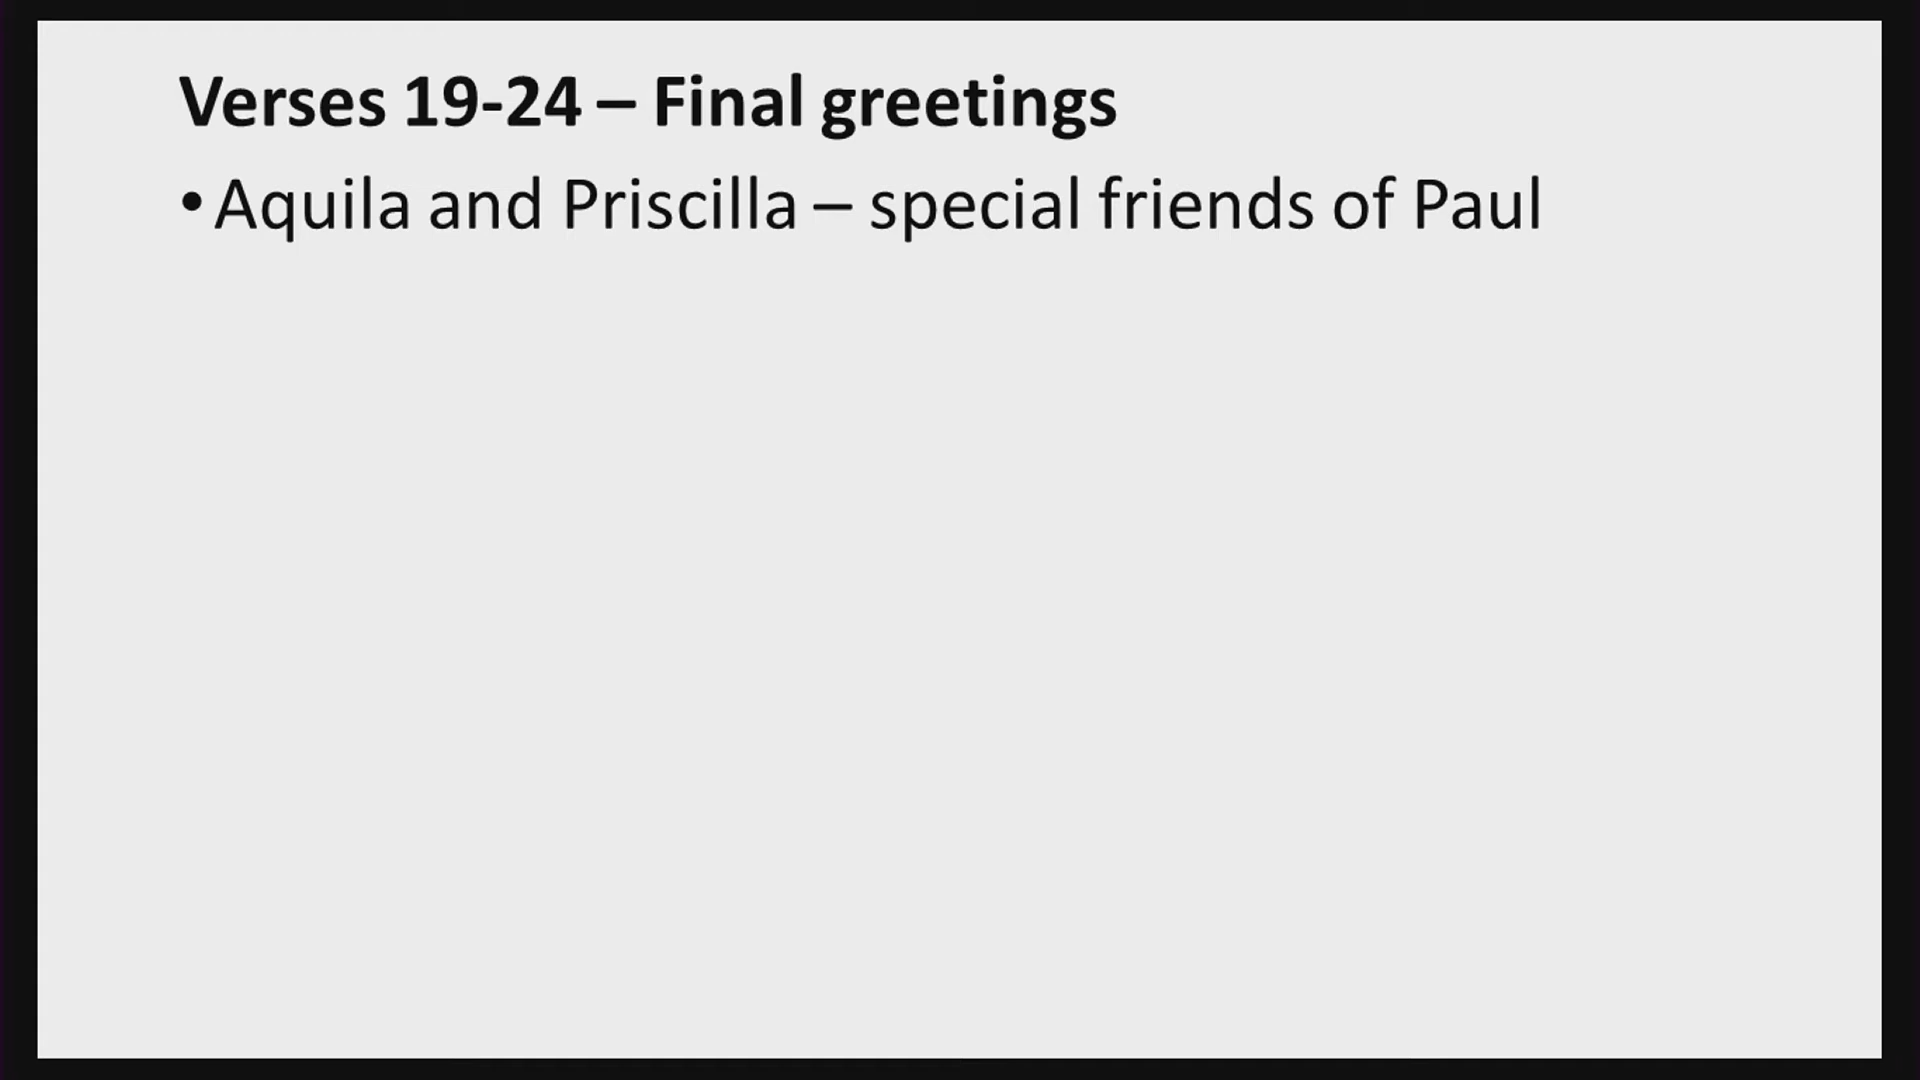 Verses 19-24 – Final greetings
• Aquila and Priscilla – special friends of Paul